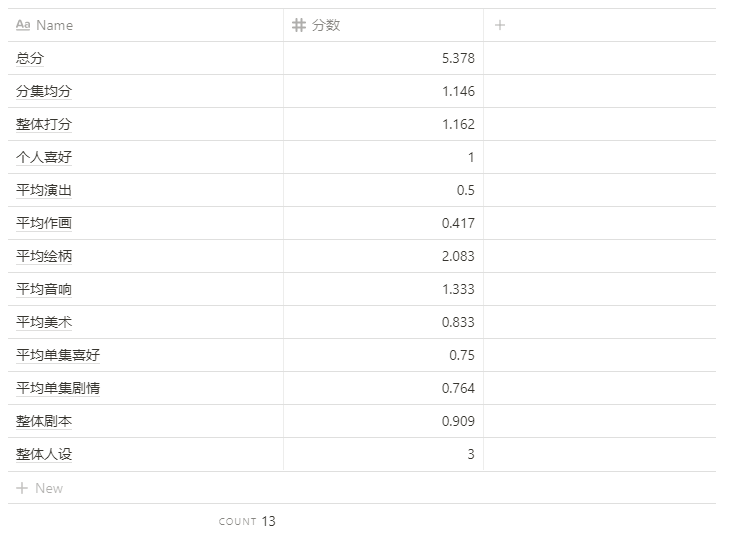 Aa Name # 分数 +
总分 5.378
分集均分 1.146
整体打分 1.162
个人喜好 1
平均演出 0.5
平均作画 0.417
平均绘柄 2.083
平均音响 1.333
平均美术 0.833
平均单集喜好 0.75
平均单集剧情 0.764
整体剧本 0.909
整体人设 3
+ New
COUNT 13